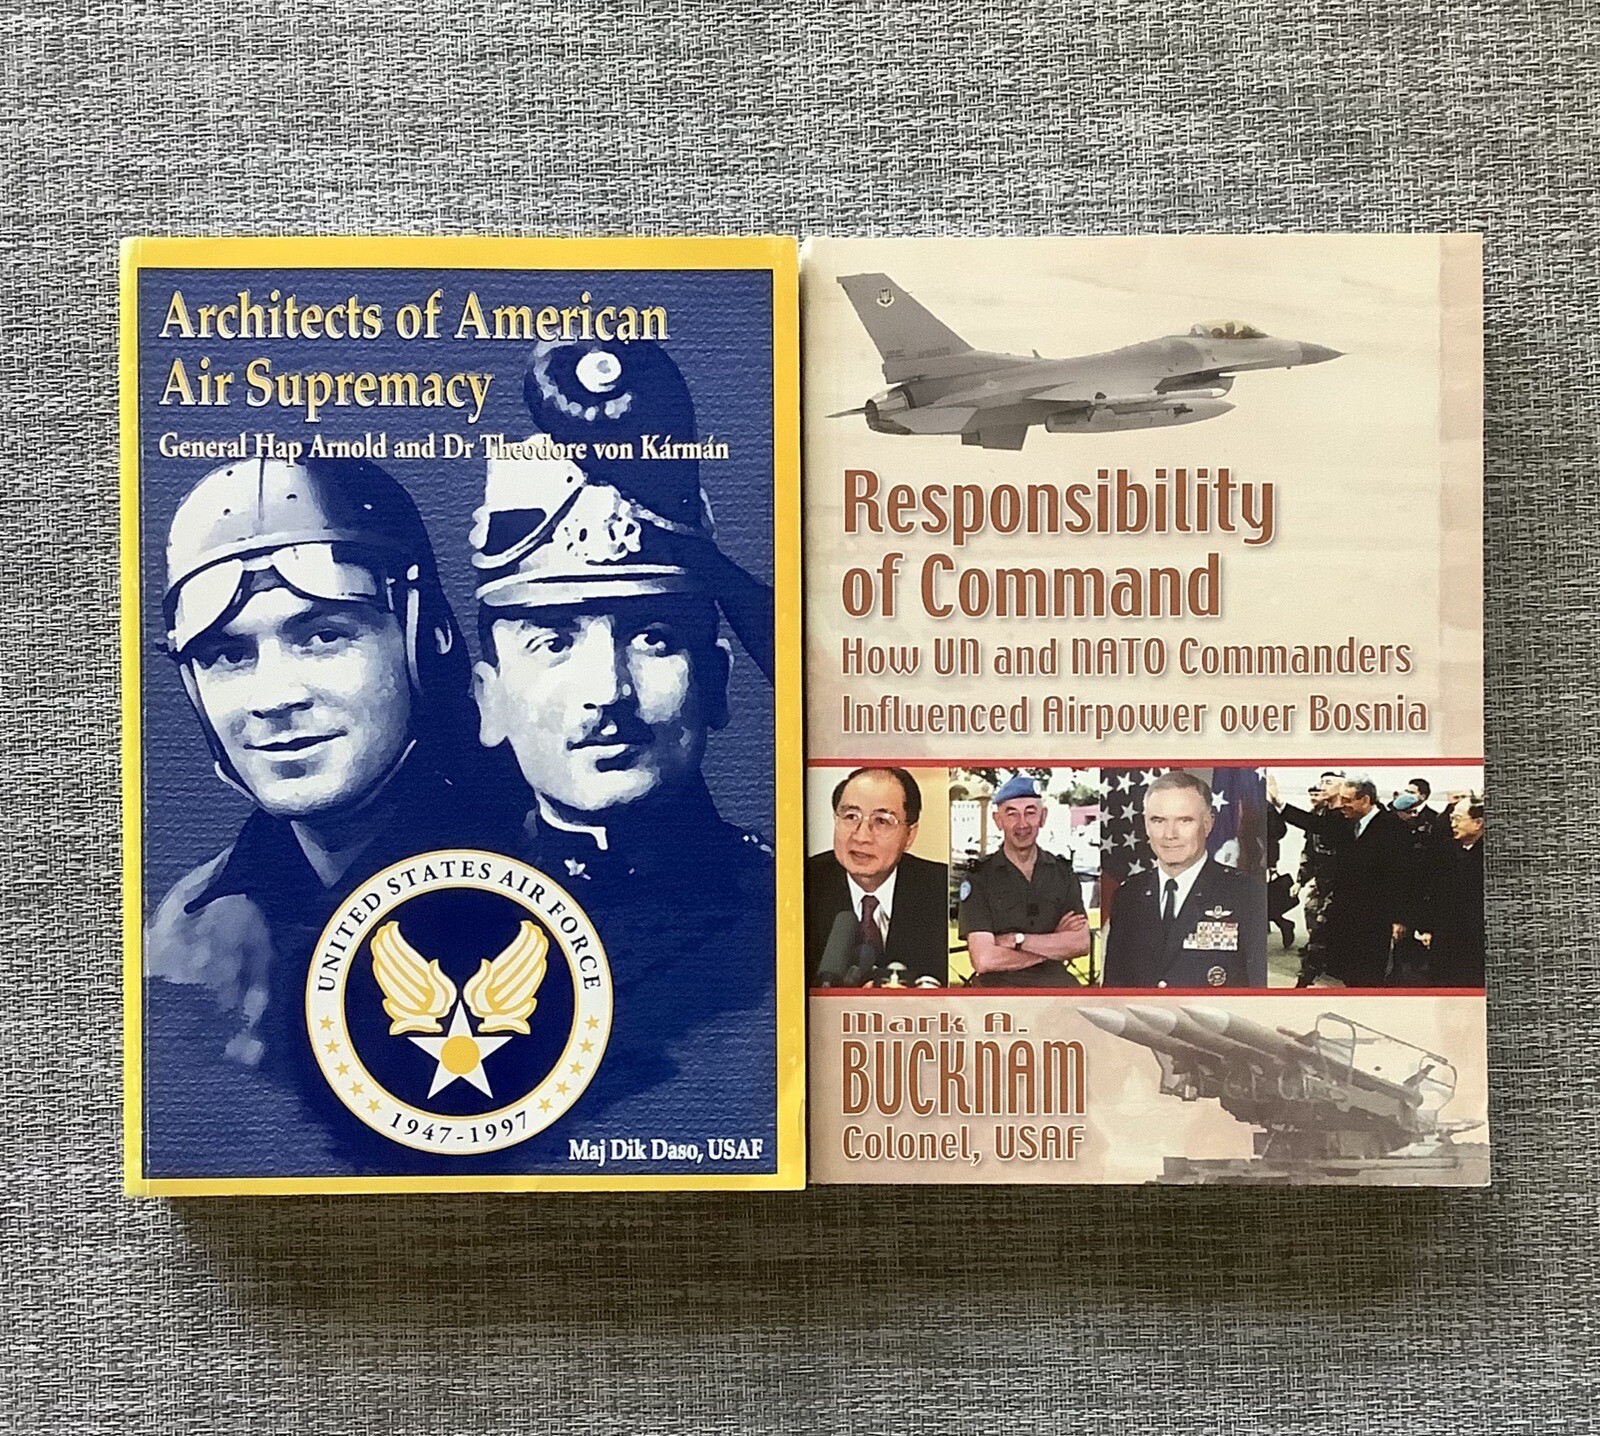 Architects of American
Air Supremacy
General Hap Arnold and Dr Theodore von Kármán
UNITED STATES AIR FORCE
1947-1997
Maj Dik Daso, USAF
Responsibility
of Command
How UN and NATO Commanders
Influenced Airpower over Bosnia
Mark A.
BUCKNAM
Colonel, USAF